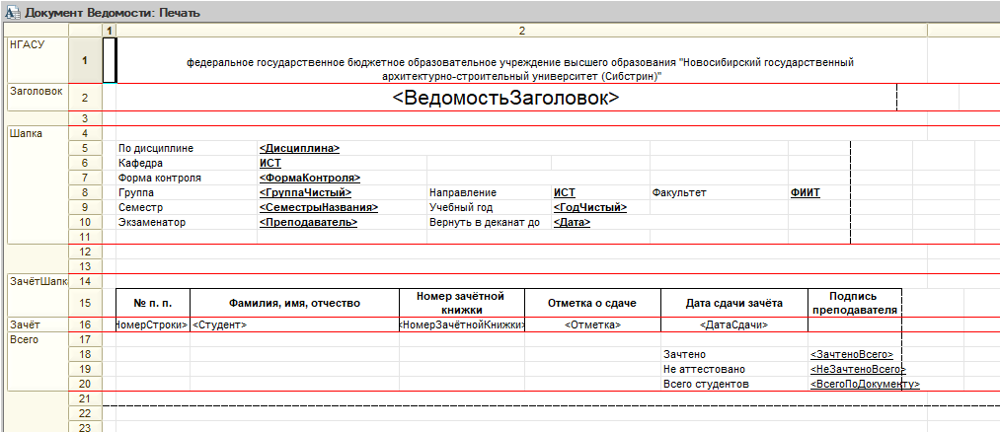 Документ Ведомости: Печать
1 2
НГАСУ
1 федеральное государственное бюджетное образовательное учреждение высшего образования "Новосибирский государственный
архитектурно-строительный университет (Сибстрин)"
Заголовок 2 <ВедомостьЗаголовок>
3
Шапка 4
5 По дисциплине <Дисциплина>
6 Кафедра ИСТ
7 Форма контроля <ФормаКонтроля>
8 Группа <ГруппаЧистый> Направление ИСТ Факультет ФИИТ
9 Семестр <СеместрыНазвания> Учебный год <ГодЧистый>
10 Экзаменатор <Преподаватель> Вернуть в деканат до <Дата>
11
12
13
ЗачётШапка 14
15 № п. п. Фамилия, имя, отчество Номер зачётной книжки Отметка о сдаче Дата сдачи зачёта Подпись преподавателя
Зачёт 16 НомерСтроки> <Студент> <НомерЗачётнойКнижки> <Отметка> <ДатаСдачи>
Всего 17
18 Зачтено <ЗачтеноВсего>
19 Не аттестовано <НеЗачтеноВсего>
20 Всего студентов <ВсегоПоДокументу>
21
22
23